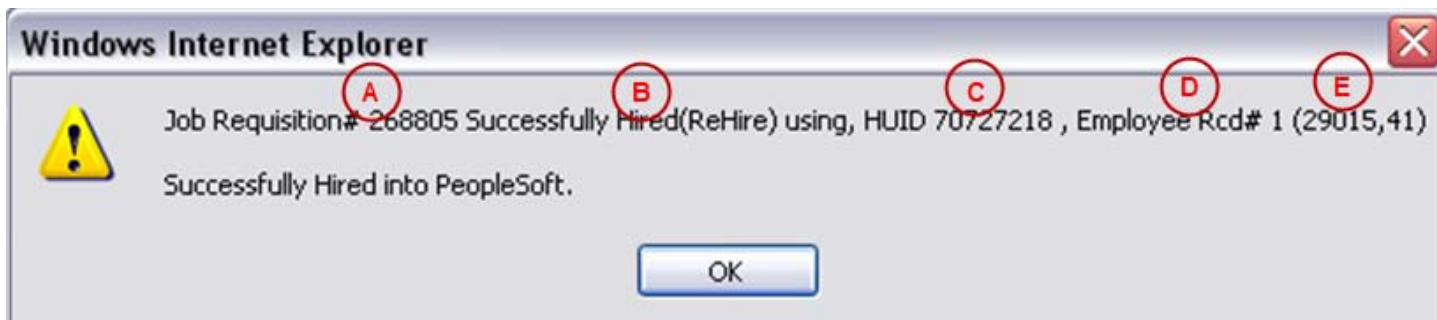 Windows Internet Explorer
A B C D E
Job Requisition# 268805 Successfully Hired(ReHire) using, HUID 70727218 , Employee Rcd# 1 (29015,41)
Successfully Hired into PeopleSoft.
OK